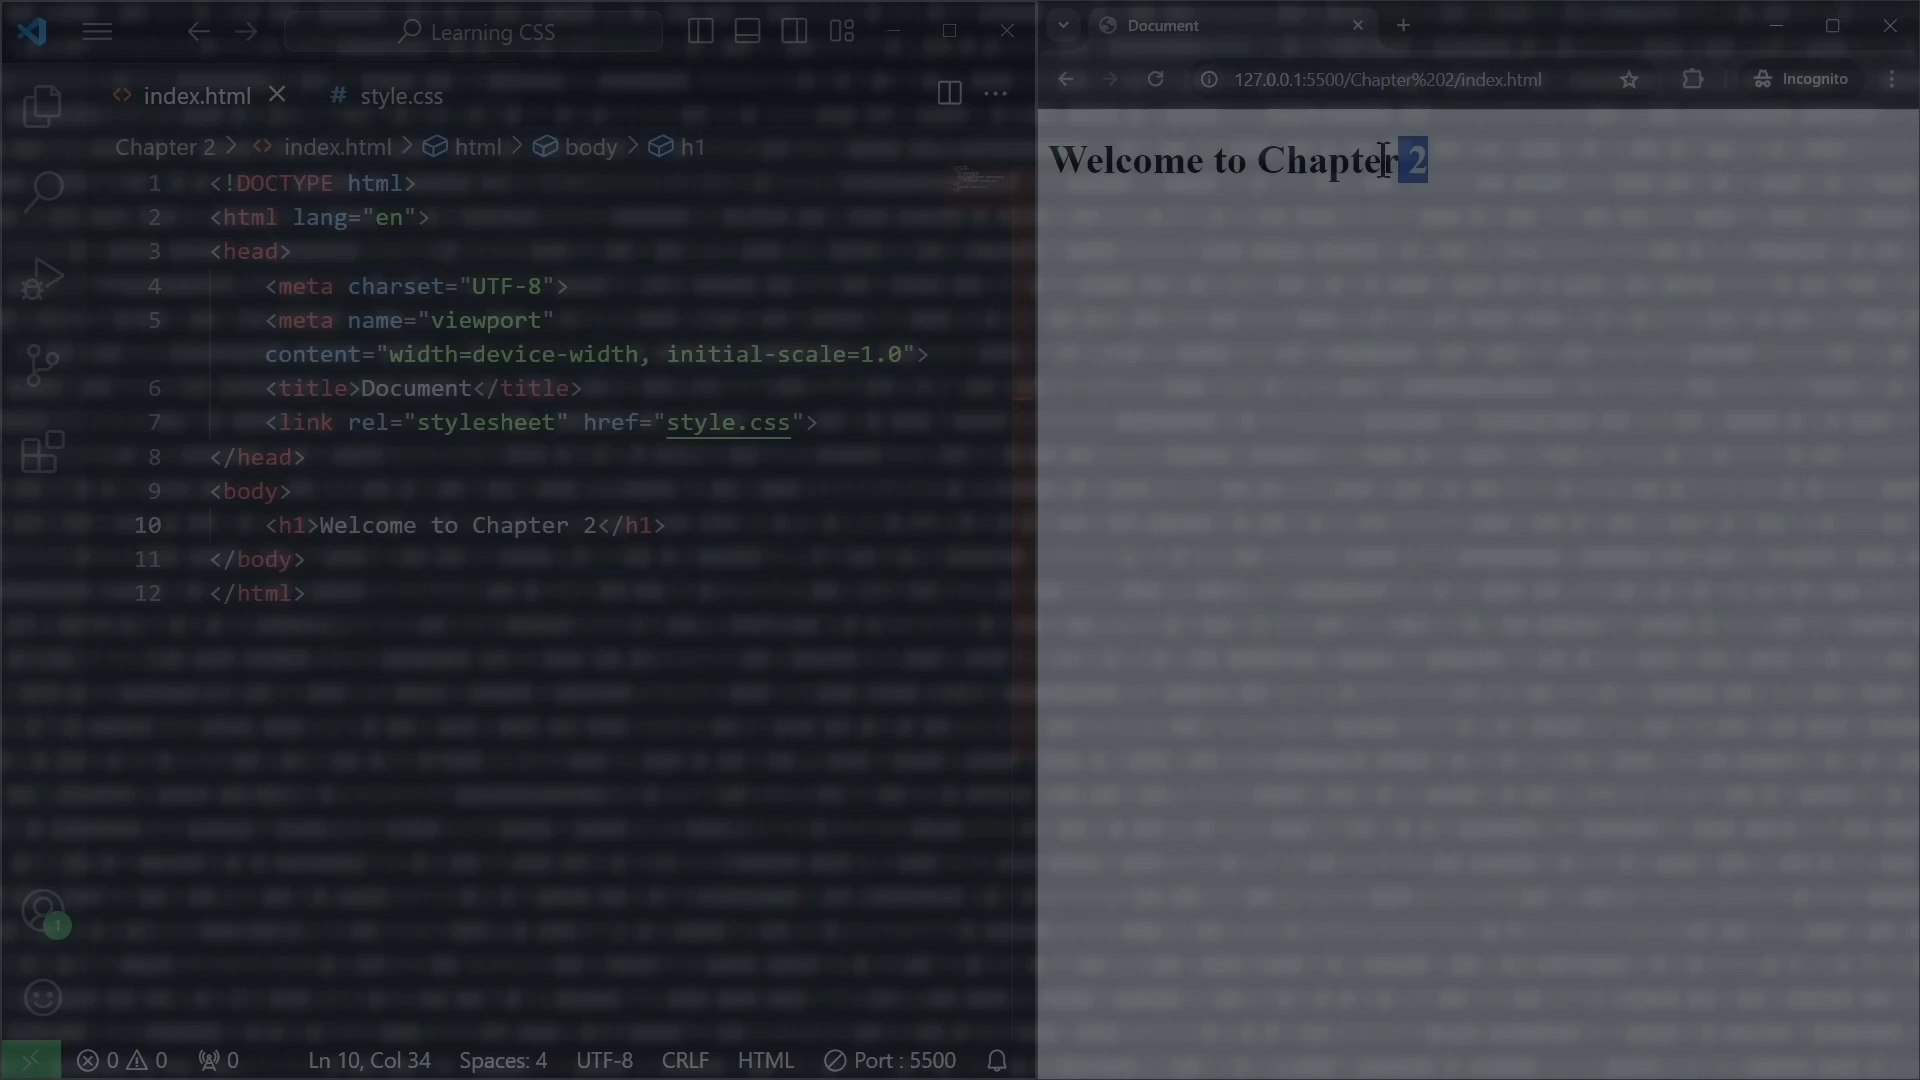 Learning CSS
index.html
# style.css
Chapter 2 > <> index.html > html > body > h1
1 <!DOCTYPE html>
2 <html lang="en">
3 <head>
4 <meta charset="UTF-8">
5 <meta name="viewport"
content="width=device-width, initial-scale=1.0">
6 <title>Document</title>
7 <link rel="stylesheet" href="style.css">
8 </head>
9 <body>
10 <h1>Welcome to Chapter 2</h1>
11 </body>
12 </html>
1
0 0 0 Ln 10, Col 34 Spaces: 4 UTF-8 CRLF HTML Port : 5500
Document
127.0.0.1:5500/Chapter%202/index.html
Incognito
Welcome to Chapter 2